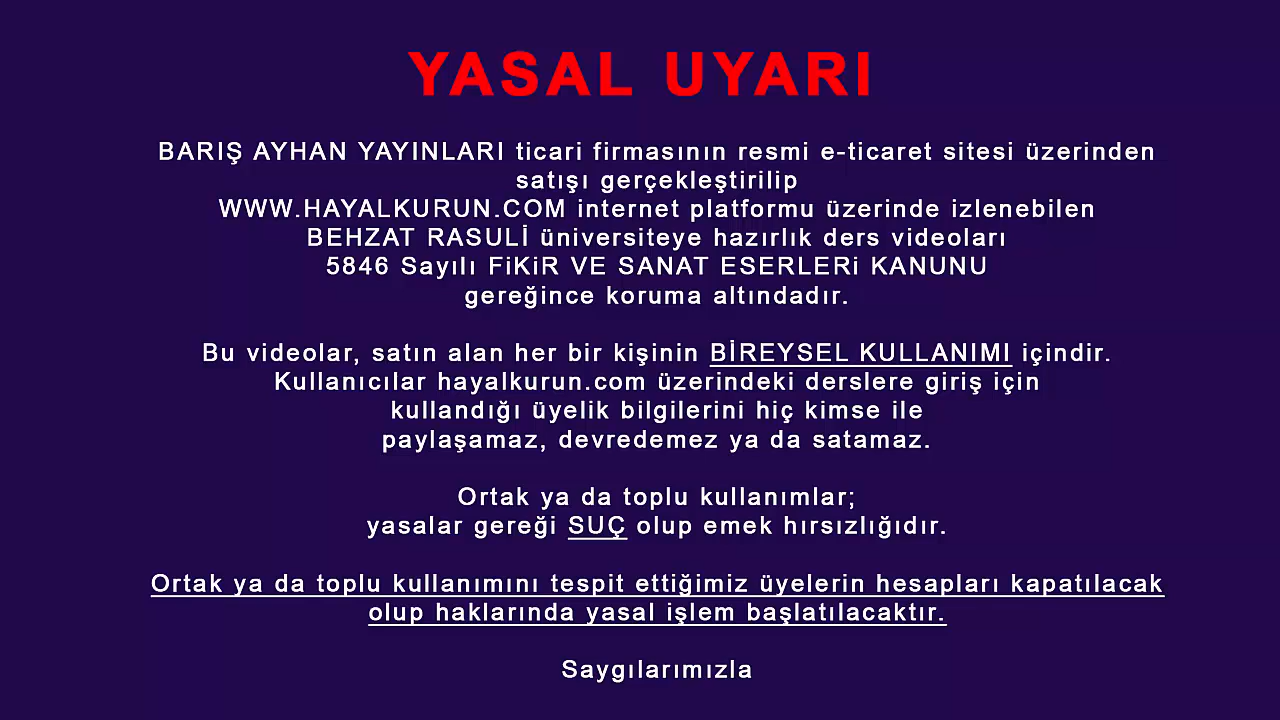 YASAL UYARI
BARIŞ AYHAN YAYINLARI ticari firmasının resmi e-ticaret sitesi üzerinden
satışı gerçekleştirilip
WWW.HAYALKURUN.COM internet platformu üzerinde izlenebilen
BEHZAT RASULİ üniversiteye hazırlık ders videoları
5846 Sayılı FiKiR VE SANAT ESERLERi KANUNU
gereğince koruma altındadır.
Bu videolar, satın alan her bir kişinin BİREYSEL KULLANIMI içindir.
Kullanıcılar hayalkurun.com üzerindeki derslere giriş için
kullandığı üyelik bilgilerini hiç kimse ile
paylaşamaz, devredemez ya da satamaz.
Ortak ya da toplu kullanımlar;
yasalar gereği SUÇ olup emek hırsızlığıdır.
Ortak ya da toplu kullanımını tespit ettiğimiz üyelerin hesapları kapatılacak
olup haklarında yasal işlem başlatılacaktır.
Saygılarımızla